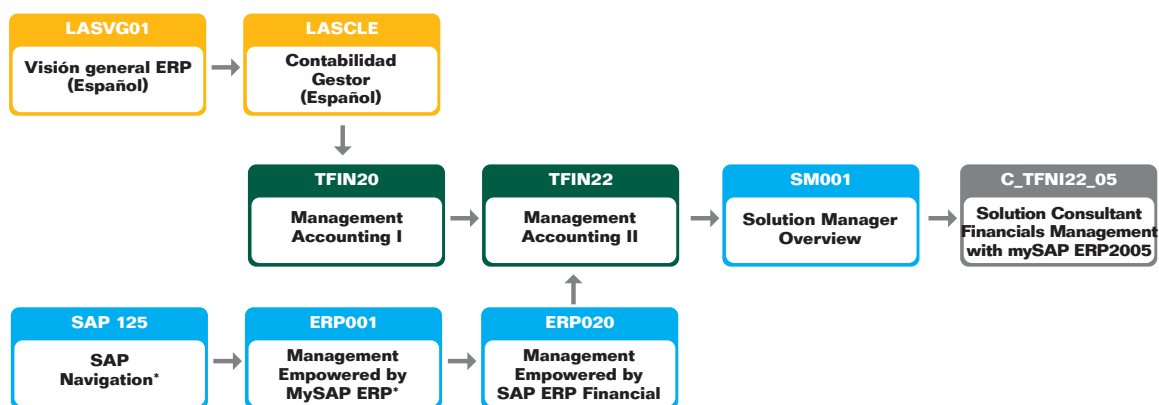 LASVG01
Visión general ERP
(Español)
LASCLE
Contabilidad
Gestor
(Español)
TFIN20
Management
Accounting I
TFIN22
Management
Accounting II
SM001
Solution Manager
Overview
C_TFNI22_05
Solution Consultant
Financials Management
with mySAP ERP2005
SAP 125
SAP
Navigation*
ERP001
Management
Empowered by
MySAP ERP*
ERP020
Management
Empowered by
SAP ERP Financial